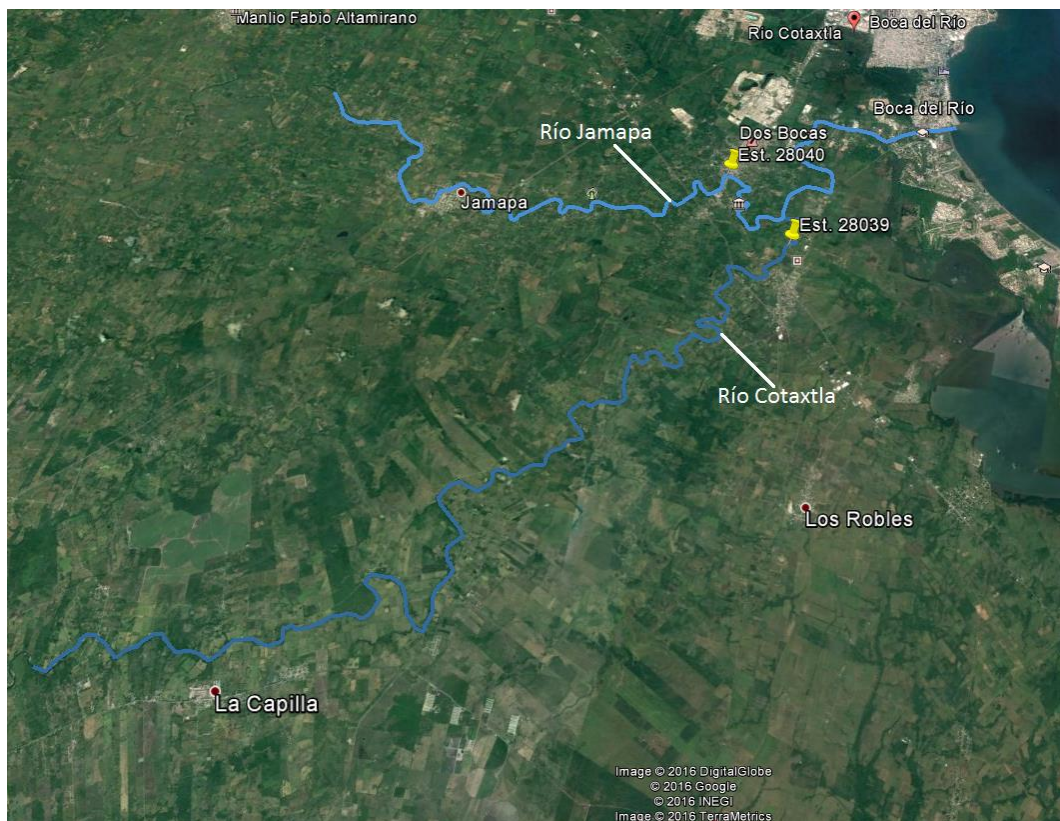 Manlio Fabio Altamirano
Río Cotaxtla
Boca del Río
Boca del Río
Río Jamapa
Dos Bocas
Est. 28040
Jamapa
Est. 28039
Río Cotaxtla
Los Robles
La Capilla
Image © 2016 DigitalGlobe
© 2016 Google
© 2016 INEGI
Image © 2016 TerraMetrics